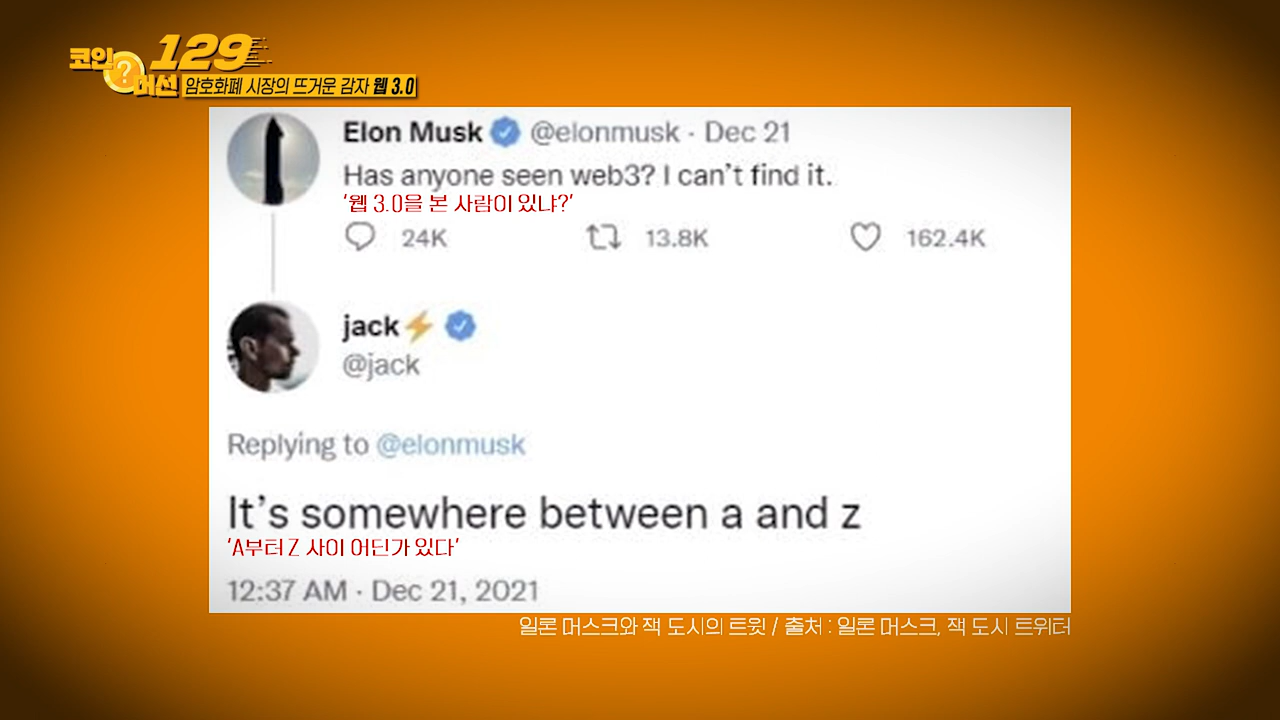 코인 ? 머선 129
암호화폐 시장의 뜨거운 감자 웹 3.0
Elon Musk @elonmusk · Dec 21
Has anyone seen web3? I can't find it.
'웹 3.0을 본 사람이 있냐?'
24K 13.8K 162.4K
jack⚡
@jack
Replying to @elonmusk
It's somewhere between a and z
'A부터 Z 사이 어딘가 있다'
12:37 AM · Dec 21, 2021
일론 머스크와 잭 도시의 트윗 / 출처 : 일론 머스크, 잭 도시 트위터